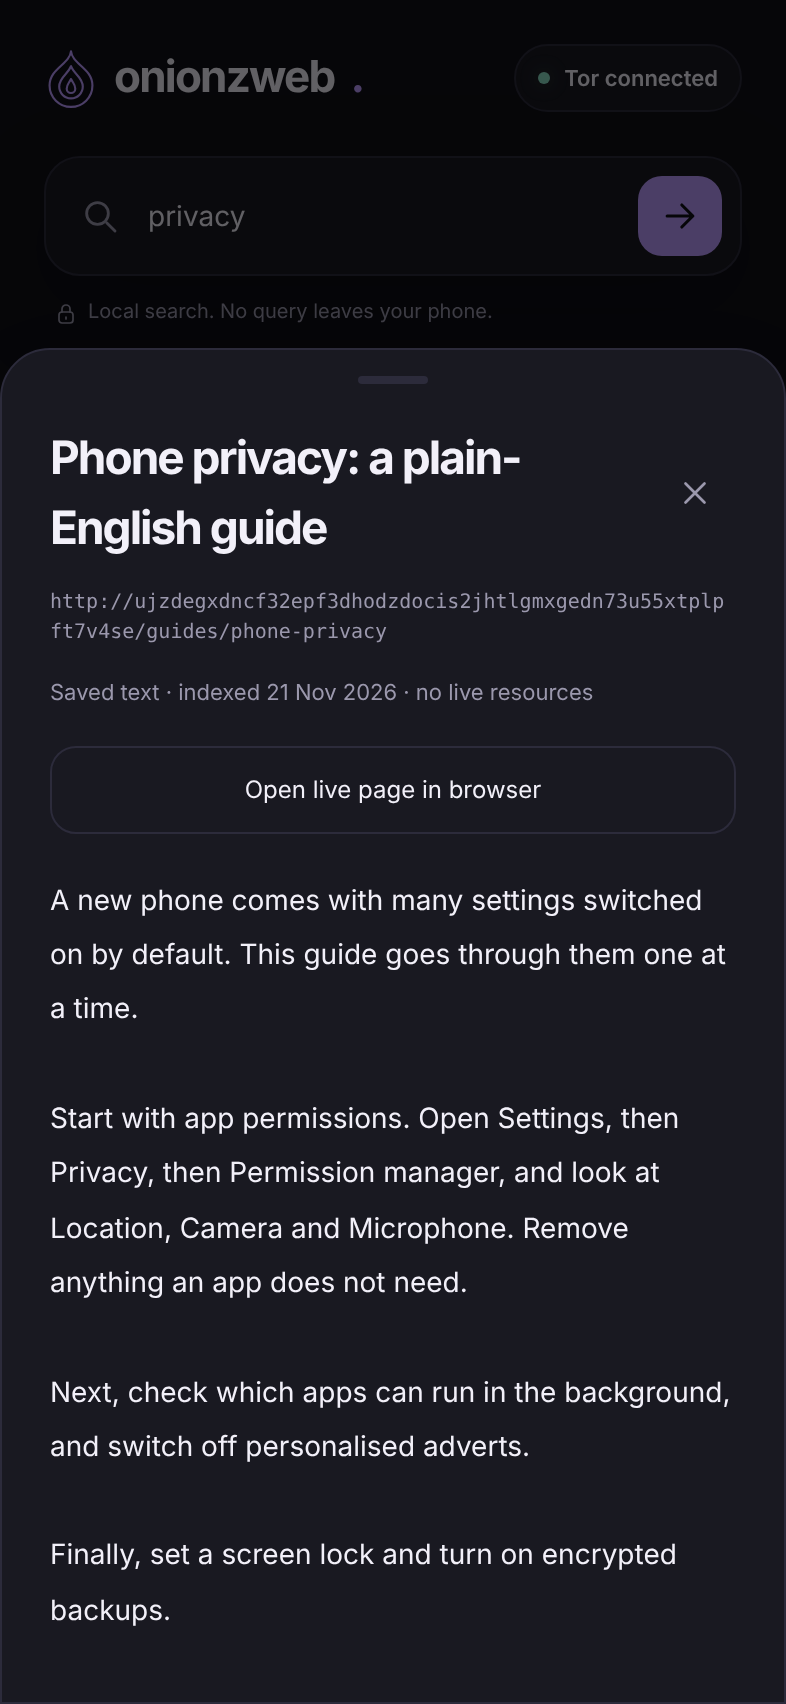 onionzweb .
Tor connected
privacy
Local search. No query leaves your phone.
Phone privacy: a plain-
English guide
http://ujzdegxdncf32epf3dhodzdocis2jhtlgmxgedn73u55xtplp
ft7v4se/guides/phone-privacy
Saved text · indexed 21 Nov 2026 · no live resources
Open live page in browser
A new phone comes with many settings switched
on by default. This guide goes through them one at
a time.
Start with app permissions. Open Settings, then
Privacy, then Permission manager, and look at
Location, Camera and Microphone. Remove
anything an app does not need.
Next, check which apps can run in the background,
and switch off personalised adverts.
Finally, set a screen lock and turn on encrypted
backups.